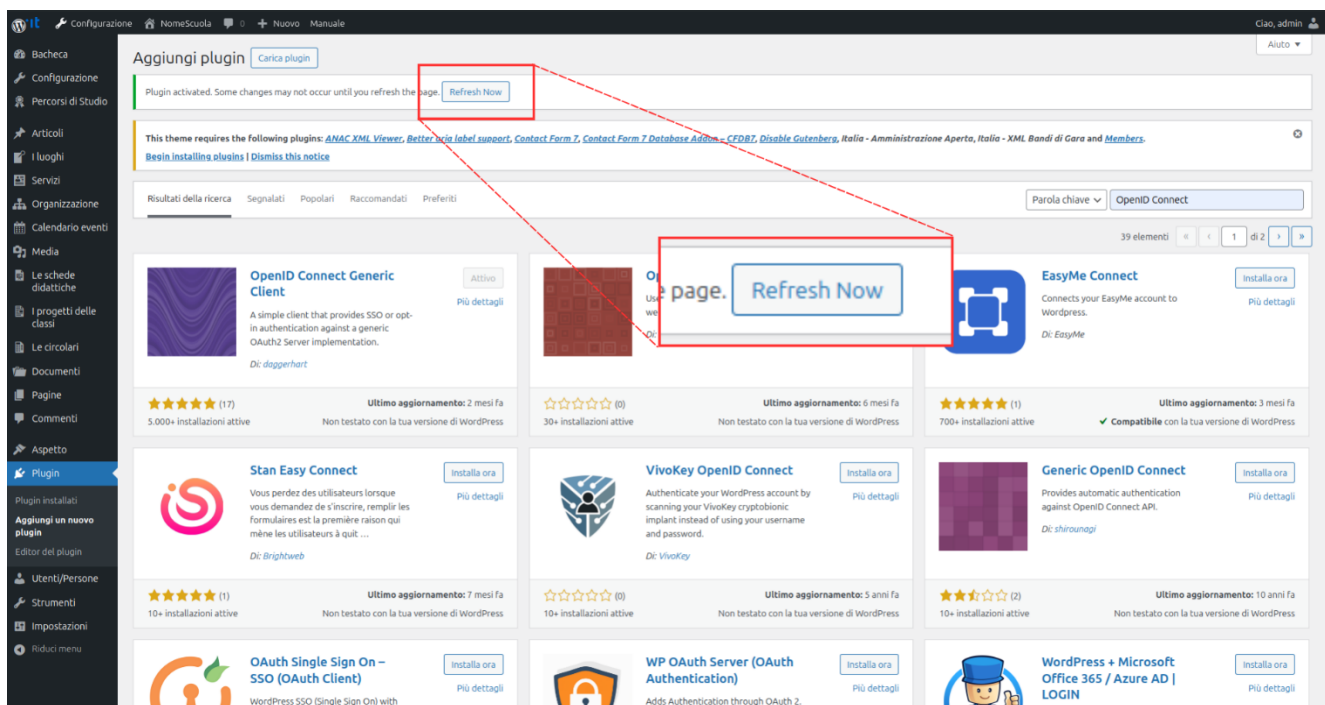 it Configurazione NomeScuola 0 + Nuovo Manuale Ciao, admin
Aiuto ▼
Bacheca
Configurazione
Percorsi di Studio
Articoli
I luoghi
Servizi
Organizzazione
Calendario eventi
Media
Le schede
didattiche
I progetti delle
classi
Le circolari
Documenti
Pagine
Commenti
Aspetto
Plugin
Plugin installati
Aggiungi un nuovo
plugin
Editor del plugin
Utenti/Persone
Strumenti
Impostazioni
Riduci menu
Aggiungi plugin Carica plugin
Plugin activated. Some changes may not occur until you refresh the page. Refresh Now
This theme requires the following plugins: ANAC XML Viewer, Better aria label support, Contact Form 7, Contact Form 7 Database Addon – CFDB7, Disable Gutenberg, Italia - Amministrazione Aperta, Italia - XML Bandi di Gara and Members.
Begin installing plugins | Dismiss this notice
Risultati della ricerca Segnalati Popolari Raccomandati Preferiti Parola chiave OpenID Connect
39 elementi « ‹ 1 di 2 › »
OpenID Connect Generic
Client
Attivo
Più dettagli
A simple client that provides SSO or opt-
in authentication against a generic
OAuth2 Server implementation.
Di: daggerhart
(17)
5.000+ installazioni attive
Ultimo aggiornamento: 2 mesi fa
Non testato con la tua versione di WordPress
page. Refresh Now
(0)
30+ installazioni attive
Ultimo aggiornamento: 6 mesi fa
Non testato con la tua versione di WordPress
EasyMe Connect
Installa ora
Più dettagli
Connects your EasyMe account to
Wordpress.
Di: EasyMe
(1)
700+ installazioni attive
Ultimo aggiornamento: 3 mesi fa
✓ Compatibile con la tua versione di WordPress
Stan Easy Connect
Installa ora
Più dettagli
Vous perdez des utilisateurs lorsque
vous demandez de s'inscrire, remplir les
formulaires est la première raison qui
mène les utilisateurs à quit …
Di: Brightweb
(1)
10+ installazioni attive
Ultimo aggiornamento: 7 mesi fa
Non testato con la tua versione di WordPress
VivoKey OpenID Connect
Installa ora
Più dettagli
Authenticate your WordPress account by
scanning your VivoKey cryptobionic
implant instead of using your username
and password.
Di: VivoKey
(0)
10+ installazioni attive
Ultimo aggiornamento: 5 anni fa
Non testato con la tua versione di WordPress
Generic OpenID Connect
Installa ora
Più dettagli
Provides automatic authentication
against OpenID Connect API.
Di: shirounagi
(2)
10+ installazioni attive
Ultimo aggiornamento: 10 anni fa
Non testato con la tua versione di WordPress
OAuth Single Sign On –
SSO (OAuth Client)
Installa ora
Più dettagli
WordPress SSO (Single Sign On) with
WP OAuth Server (OAuth
Authentication)
Installa ora
Più dettagli
Adds Authentication through OAuth 2.
WordPress + Microsoft
Office 365 / Azure AD |
LOGIN
Installa ora
Più dettagli